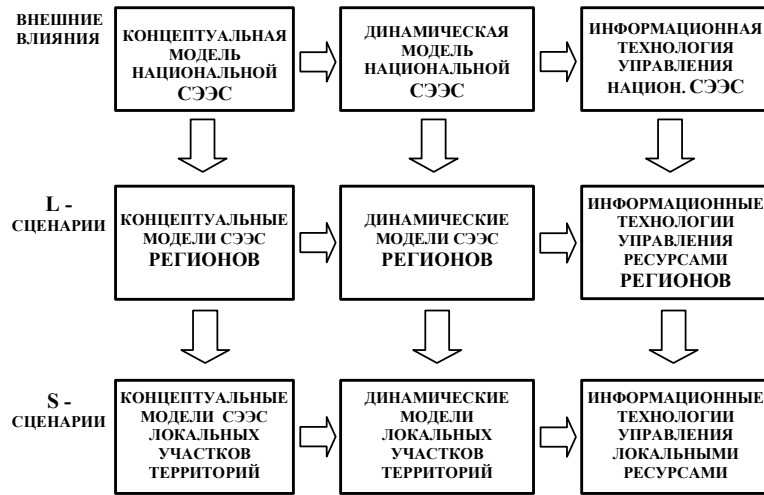 ВНЕШНИЕ
ВЛИЯНИЯ
КОНЦЕПТУАЛЬНАЯ
МОДЕЛЬ
НАЦИОНАЛЬНОЙ
СЭЭС
ДИНАМИЧЕСКАЯ
МОДЕЛЬ
НАЦИОНАЛЬНОЙ
СЭЭС
ИНФОРМАЦИОННАЯ
ТЕХНОЛОГИЯ
УПРАВЛЕНИЯ
НАЦИОН. СЭЭС
L -
СЦЕНАРИИ
КОНЦЕПТУАЛЬНЫЕ
МОДЕЛИ СЭЭС
РЕГИОНОВ
ДИНАМИЧЕСКИЕ
МОДЕЛИ СЭЭС
РЕГИОНОВ
ИНФОРМАЦИОННЫЕ
ТЕХНОЛОГИИ
УПРАВЛЕНИЯ
РЕСУРСАМИ
РЕГИОНОВ
S -
СЦЕНАРИИ
КОНЦЕПТУАЛЬНЫЕ
МОДЕЛИ СЭЭС
ЛОКАЛЬНЫХ
УЧАСТКОВ
ТЕРРИТОРИЙ
ДИНАМИЧЕСКИЕ
МОДЕЛИ
ЛОКАЛЬНЫХ
УЧАСТКОВ
ТЕРРИТОРИЙ
ИНФОРМАЦИОННЫЕ
ТЕХНОЛОГИИ
УПРАВЛЕНИЯ
ЛОКАЛЬНЫМИ
РЕСУРСАМИ